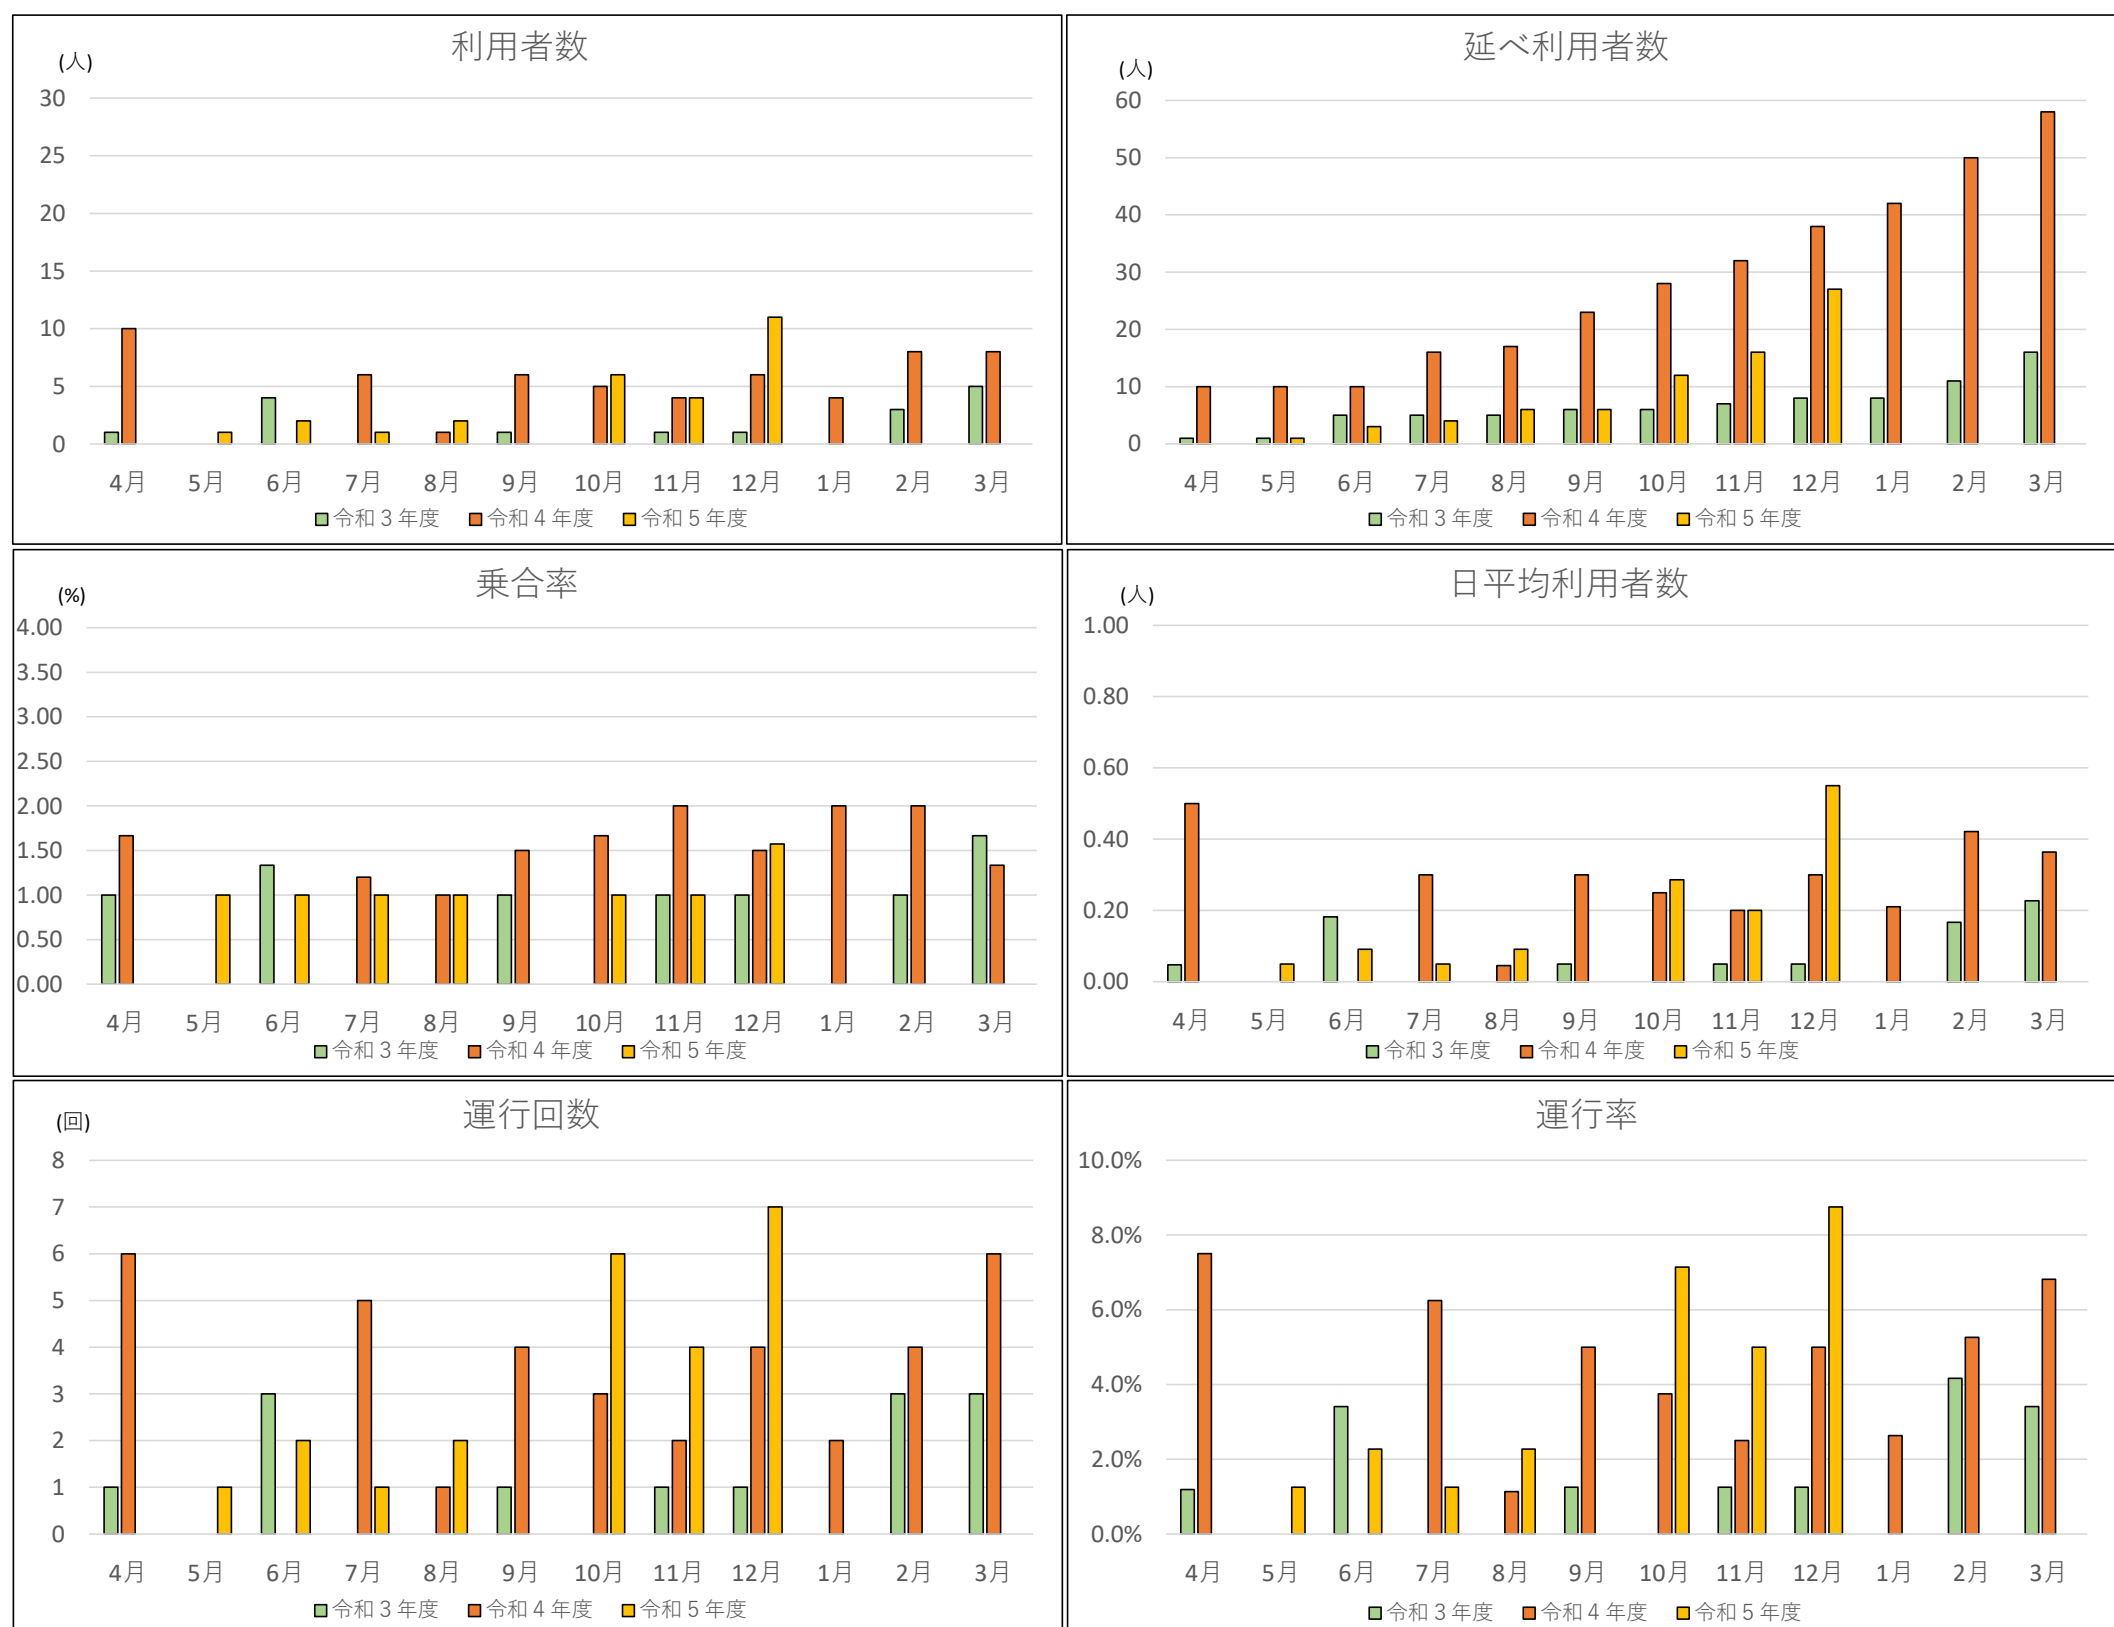 利用者数
(人)
30
25
20
15
10
5
0
4月 5月 6月 7月 8月 9月 10月 11月 12月 1月 2月 3月
令和３年度 令和４年度 令和５年度
延べ利用者数
(人)
60
50
40
30
20
10
0
4月 5月 6月 7月 8月 9月 10月 11月 12月 1月 2月 3月
令和３年度 令和４年度 令和５年度
乗合率
(%)
4.00
3.50
3.00
2.50
2.00
1.50
1.00
0.50
0.00
4月 5月 6月 7月 8月 9月 10月 11月 12月 1月 2月 3月
令和３年度 令和４年度 令和５年度
日平均利用者数
(人)
1.00
0.80
0.60
0.40
0.20
0.00
4月 5月 6月 7月 8月 9月 10月 11月 12月 1月 2月 3月
令和３年度 令和４年度 令和５年度
運行回数
(回)
8
7
6
5
4
3
2
1
0
4月 5月 6月 7月 8月 9月 10月 11月 12月 1月 2月 3月
令和３年度 令和４年度 令和５年度
運行率
10.0%
8.0%
6.0%
4.0%
2.0%
0.0%
4月 5月 6月 7月 8月 9月 10月 11月 12月 1月 2月 3月
令和３年度 令和４年度 令和５年度